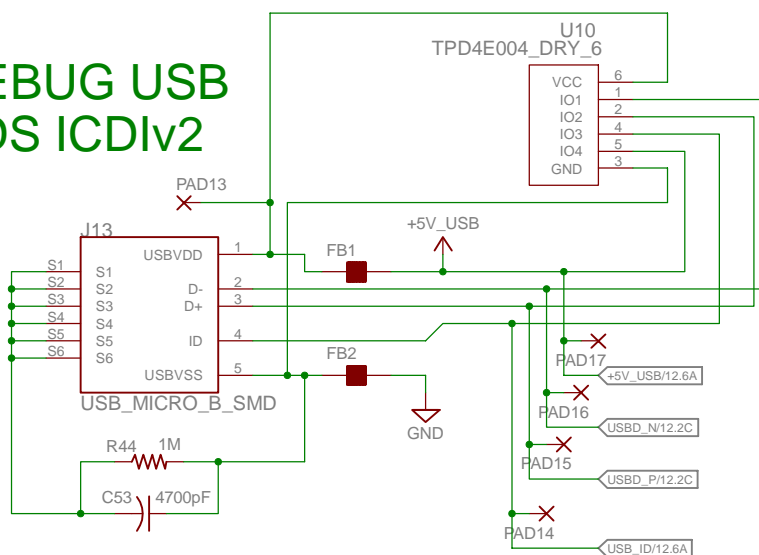 EBUG USB
OS ICDIv2
U10
TPD4E004_DRY_6
VCC 6
IO1 1
IO2 2
IO3 4
IO4 5
GND 3
PAD13
J13
USBVDD 1
D- 2
D+ 3
ID 4
USBVSS 5
S1 S1
S2 S2
S3 S3
S4 S4
S5 S5
S6 S6
USB_MICRO_B_SMD
FB1
+5V_USB
FB2
GND
R44 1M
C53 4700pF
PAD17
+5V_USB/12.6A
PAD16
USBD_N/12.2C
PAD15
USBD_P/12.2C
PAD14
USB_ID/12.6A